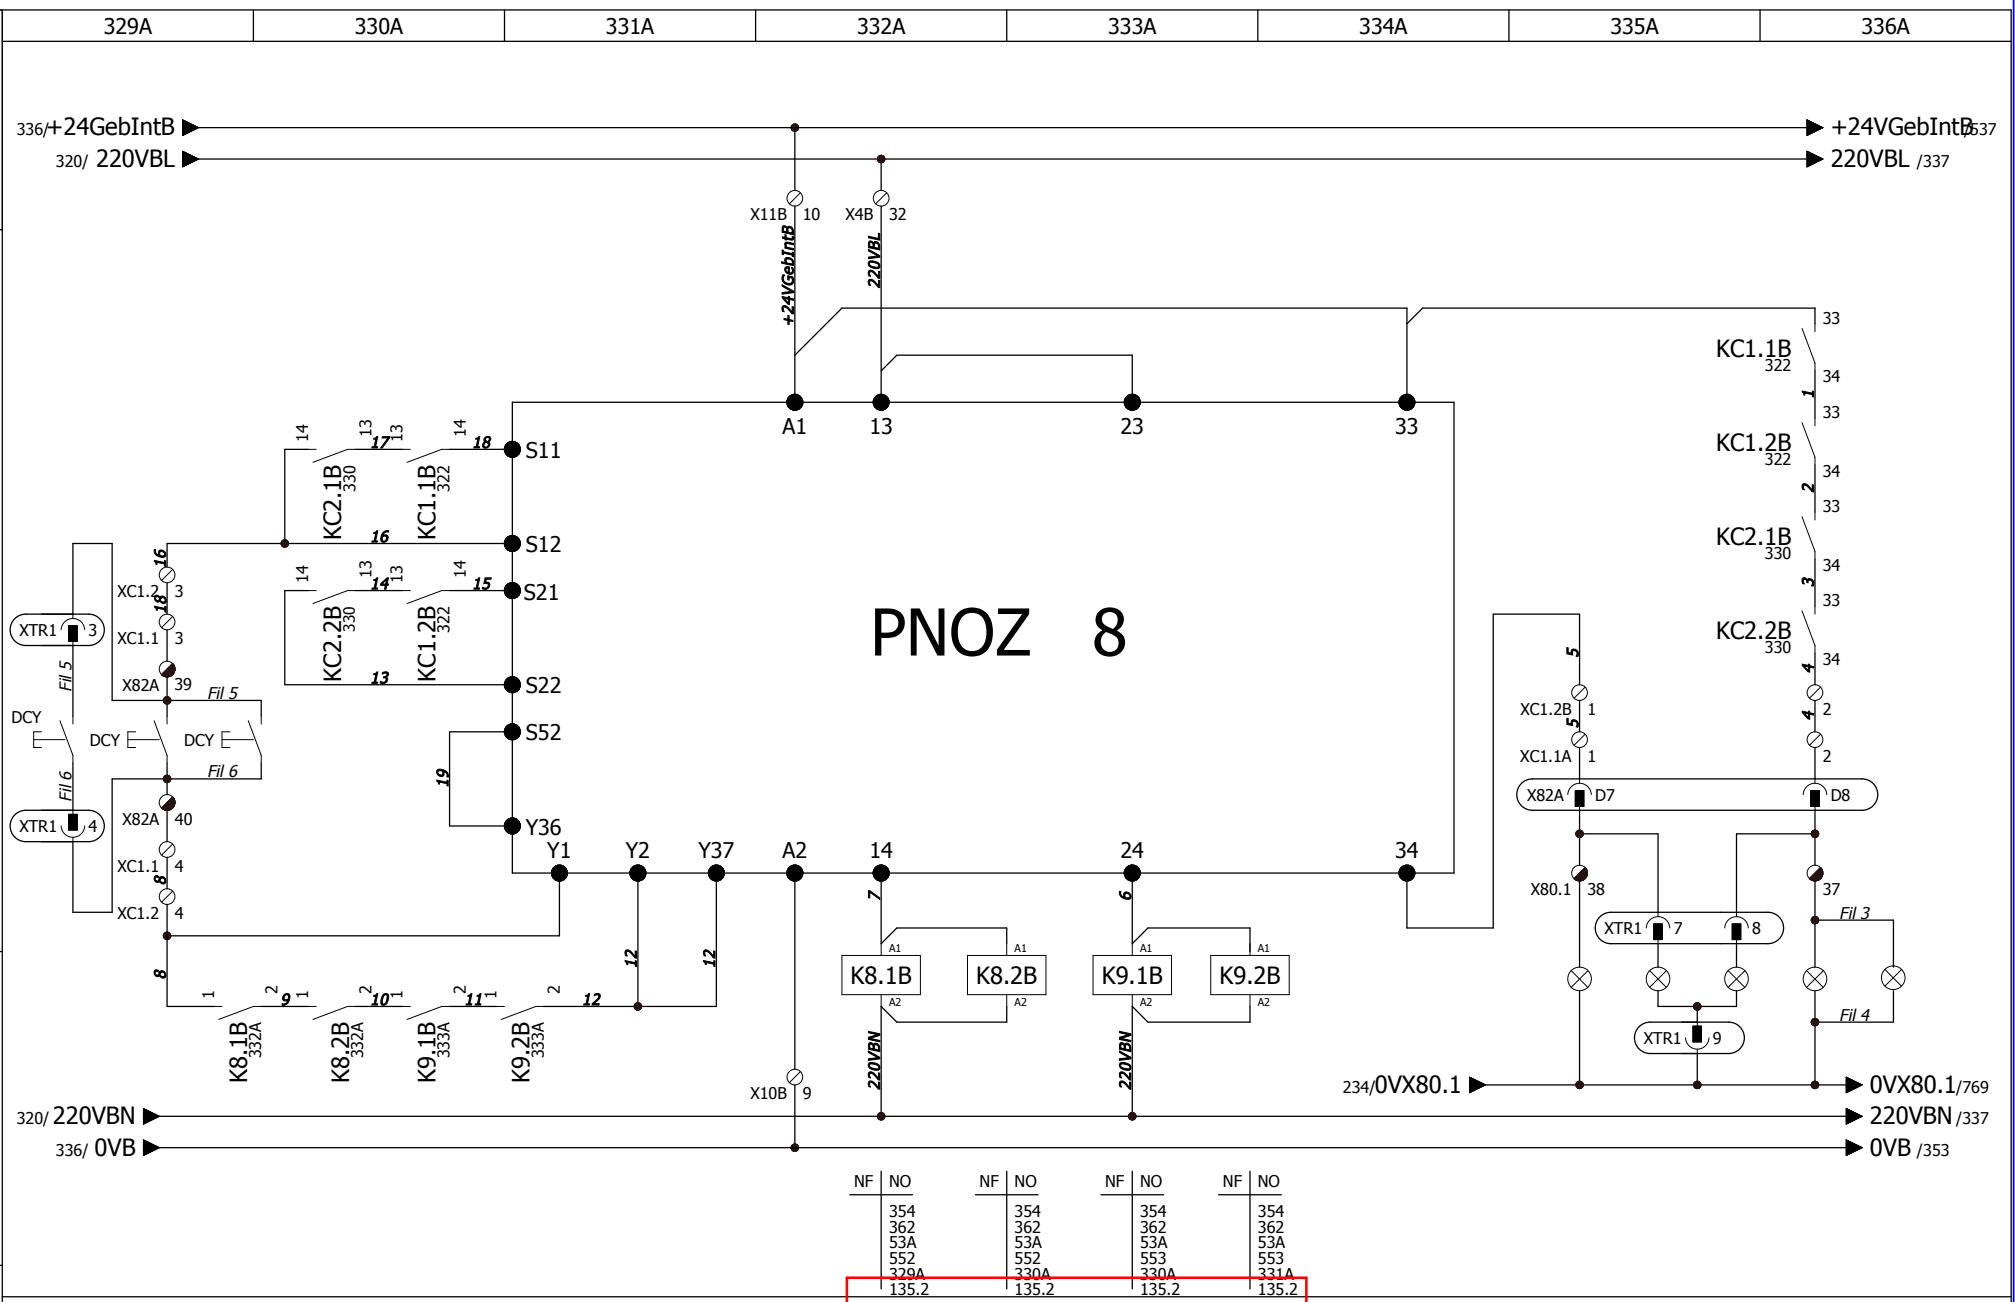 329A 330A 331A 332A 333A 334A 335A 336A
336/+24GebIntB
+24VGebIntB/537
320/ 220VBL
220VBL /337
X11B 10 X4B 32
+24VGebIntB
220VBL
33
KC1.1B
322
34
1
33
KC1.2B
322
34
2
33
KC2.1B
330
34
3
33
KC2.2B
330
34
4
2
4
2
A1 13 23 33
14 13 17 13 14 18 S11
KC2.1B
330
KC1.1B
322
16 S12
14 13 14 13 14 15 S21
KC2.2B
330
KC1.2B
322
13 S22
S52
19
Y36
PNOZ 8
16
XC1.2 3
18
XC1.1 3
XTR1 3
X82A 39
Fil 5
Fil 5
DCY
DCY
DCY
Fil 6
Fil 6
XTR1 4
X82A 40
XC1.1 4
8
XC1.2 4
8
Y1 Y2 Y37 A2 14 24 34
12
12
7
6
1 2 9 1 2 10 1 2 11 1 2 12
K8.1B
332A
K8.2B
332A
K9.1B
333A
K9.2B
333A
A1 A1 A1 A1
K8.1B K8.2B K9.1B K9.2B
A2 A2 A2 A2
220VBN
220VBN
X10B 9
5
XC1.2B 1
5
XC1.1A 1
X82A D7 D8
X80.1 38
37
Fil 3
XTR1 7 8
Fil 4
XTR1 9
234/0VX80.1
0VX80.1/769
320/ 220VBN
220VBN /337
336/ 0VB
0VB /353
NF NO NF NO NF NO NF NO
354 354 354 354
362 362 362 362
53A 53A 53A 53A
552 552 553 553
329A 330A 330A 331A
135.2 135.2 135.2 135.2